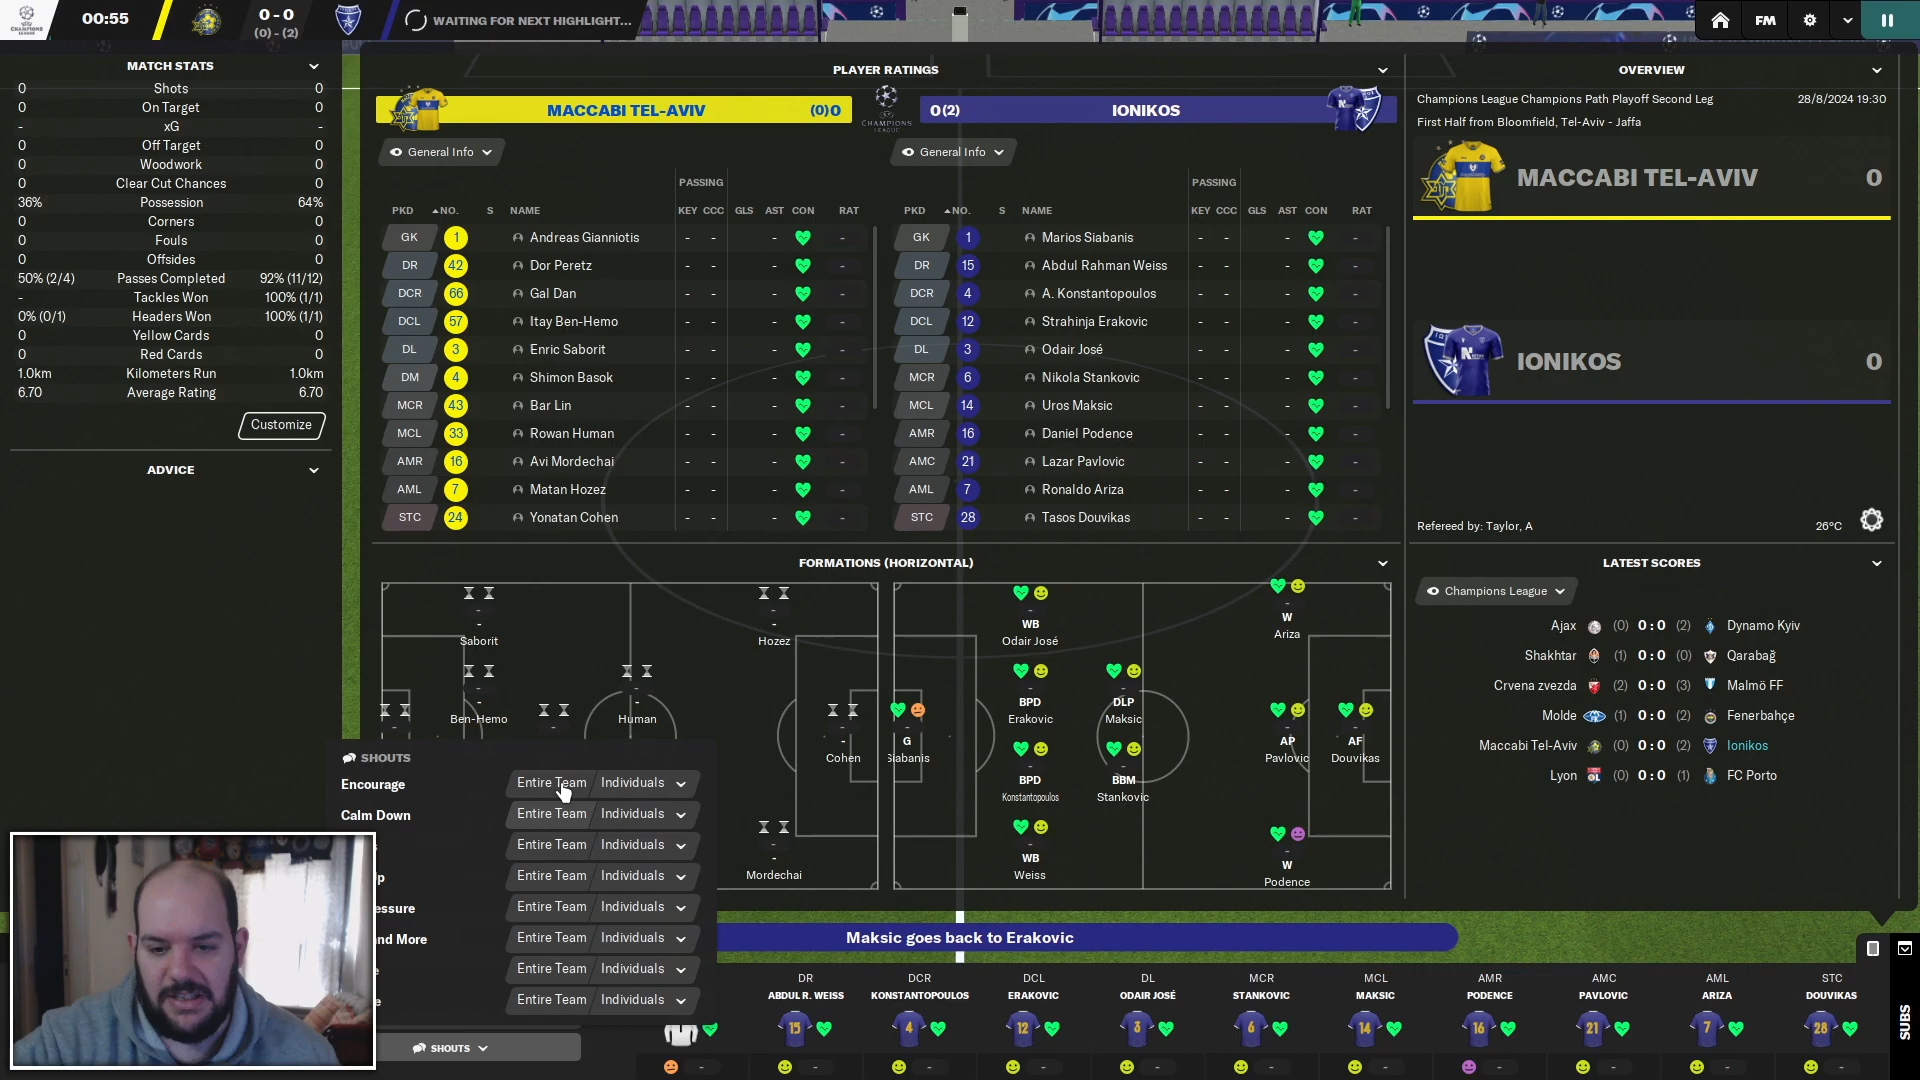 00:55
0 - 0
(0) - (2)
WAITING FOR NEXT HIGHLIGHT...
FM
MATCH STATS
0 Shots 0
0 On Target 0
- xG -
0 Off Target 0
0 Woodwork 0
0 Clear Cut Chances 0
36% Possession 64%
0 Corners 0
0 Fouls 0
0 Offsides 0
50% (2/4) Passes Completed 92% (11/12)
- Tackles Won 100% (1/1)
0% (0/1) Headers Won 100% (1/1)
0 Yellow Cards 0
0 Red Cards 0
1.0km Kilometers Run 1.0km
6.70 Average Rating 6.70
Customize
ADVICE
PLAYER RATINGS
MACCABI TEL-AVIV (0)0
CHAMPIONS LEAGUE
0(2) IONIKOS
General Info
General Info
PASSING
PKD NO. S NAME KEY CCC GLS AST CON RAT
GK 1 Andreas Gianniotis - - - -
DR 42 Dor Peretz - - - -
DCR 66 Gal Dan - - - -
DCL 57 Itay Ben-Hemo - - - -
DL 3 Enric Saborit - - - -
DM 4 Shimon Basok - - - -
MCR 43 Bar Lin - - - -
MCL 33 Rowan Human - - - -
AMR 16 Avi Mordechai - - - -
AML 7 Matan Hozez - - - -
STC 24 Yonatan Cohen - - - -
PASSING
PKD NO. S NAME KEY CCC GLS AST CON RAT
GK 1 Marios Siabanis - - - -
DR 15 Abdul Rahman Weiss - - - -
DCR 4 A. Konstantopoulos - - - -
DCL 12 Strahinja Erakovic - - - -
DL 3 Odair José - - - -
MCR 6 Nikola Stankovic - - - -
MCL 14 Uros Maksic - - - -
AMR 16 Daniel Podence - - - -
AMC 21 Lazar Pavlovic - - - -
AML 7 Ronaldo Ariza - - - -
STC 28 Tasos Douvikas - - - -
OVERVIEW
Champions League Champions Path Playoff Second Leg 28/8/2024 19:30
First Half from Bloomfield, Tel-Aviv - Jaffa
MACCABI TEL-AVIV 0
IONIKOS 0
Refereed by: Taylor, A 26°C
FORMATIONS (HORIZONTAL)
Saborit
Hozez
Ben-Hemo
Human
Cohen
Mordechai
WB
Odair José
W
Ariza
BPD
Erakovic
DLP
Maksic
G
Siabanis
AP
Pavlovic
AF
Douvikas
BPD
Konstantopoulos
BBM
Stankovic
WB
Weiss
W
Podence
LATEST SCORES
Champions League
Ajax (0) 0 : 0 (2) Dynamo Kyiv
Shakhtar (1) 0 : 0 (0) Qarabağ
Crvena zvezda (2) 0 : 0 (3) Malmö FF
Molde (1) 0 : 0 (2) Fenerbahçe
Maccabi Tel-Aviv (0) 0 : 0 (2) Ionikos
Lyon (0) 0 : 0 (1) FC Porto
SHOUTS
Encourage Entire Team Individuals
Calm Down Entire Team Individuals
Entire Team Individuals
Entire Team Individuals
Entire Team Individuals
More Entire Team Individuals
Entire Team Individuals
Entire Team Individuals
SHOUTS
Maksic goes back to Erakovic
DR DCR DCL DL MCR MCL AMR AMC AML STC
ABDUL R. WEISS KONSTANTOPOULOS ERAKOVIC ODAIR JOSÉ STANKOVIC MAKSIC PODENCE PAVLOVIC ARIZA DOUVIKAS
15 4 12 3 6 14 16 21 7 28
SUBS